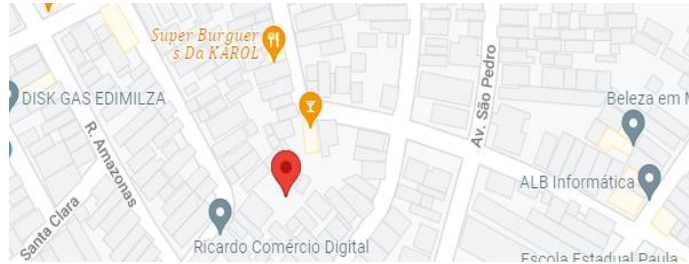 Super Burguer
s Da KAROL
DISK GAS EDIMILZA
R. Amazonas
Av. São Pedro
Beleza em
ALB Informática
Santa Clara
Ricardo Comércio Digital
Escola Estadual Paula